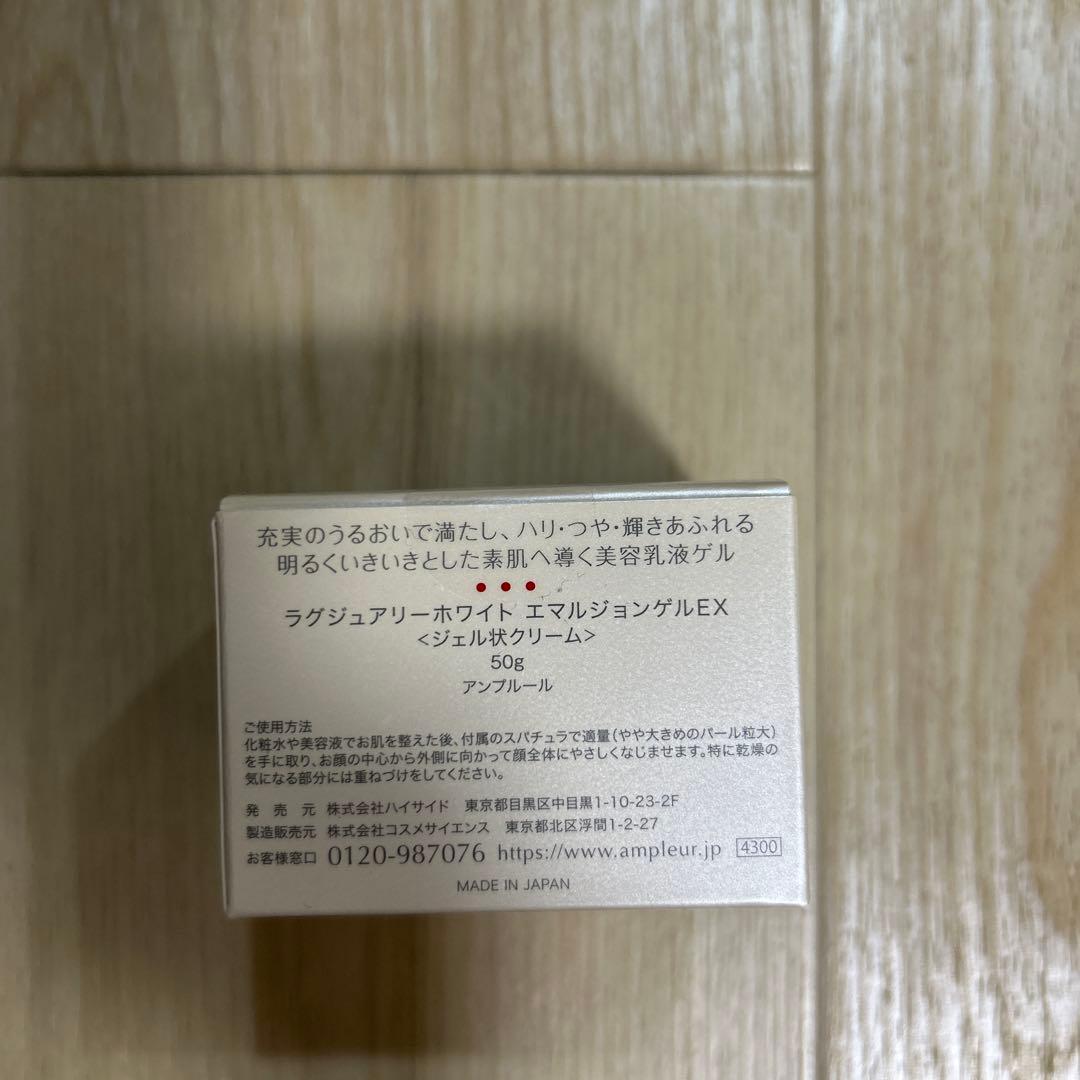 充実のうるおいで満たし、ハリ・つや・輝きあふれる
明るくいきいきとした素肌へ導く美容乳液ゲル
ラグジュアリーホワイト エマルジョンゲルEX
<ジェル状クリーム>
50g
アンプルール
ご使用方法
化粧水や美容液でお肌を整えた後、付属のスパチュラで適量(やや大きめのパール粒大)
を手に取り、お顔の中心から外側に向かって顔全体にやさしくなじませます。特に乾燥の
気になる部分には重ねづけをしてください。
発売元 株式会社ハイサイド 東京都目黒区中目黒1-10-23-2F
製造販売元 株式会社コスメサイエンス 東京都北区浮間1-2-27
お客様窓口 0120-987076 https://www.ampleur.jp 4300
MADE IN JAPAN